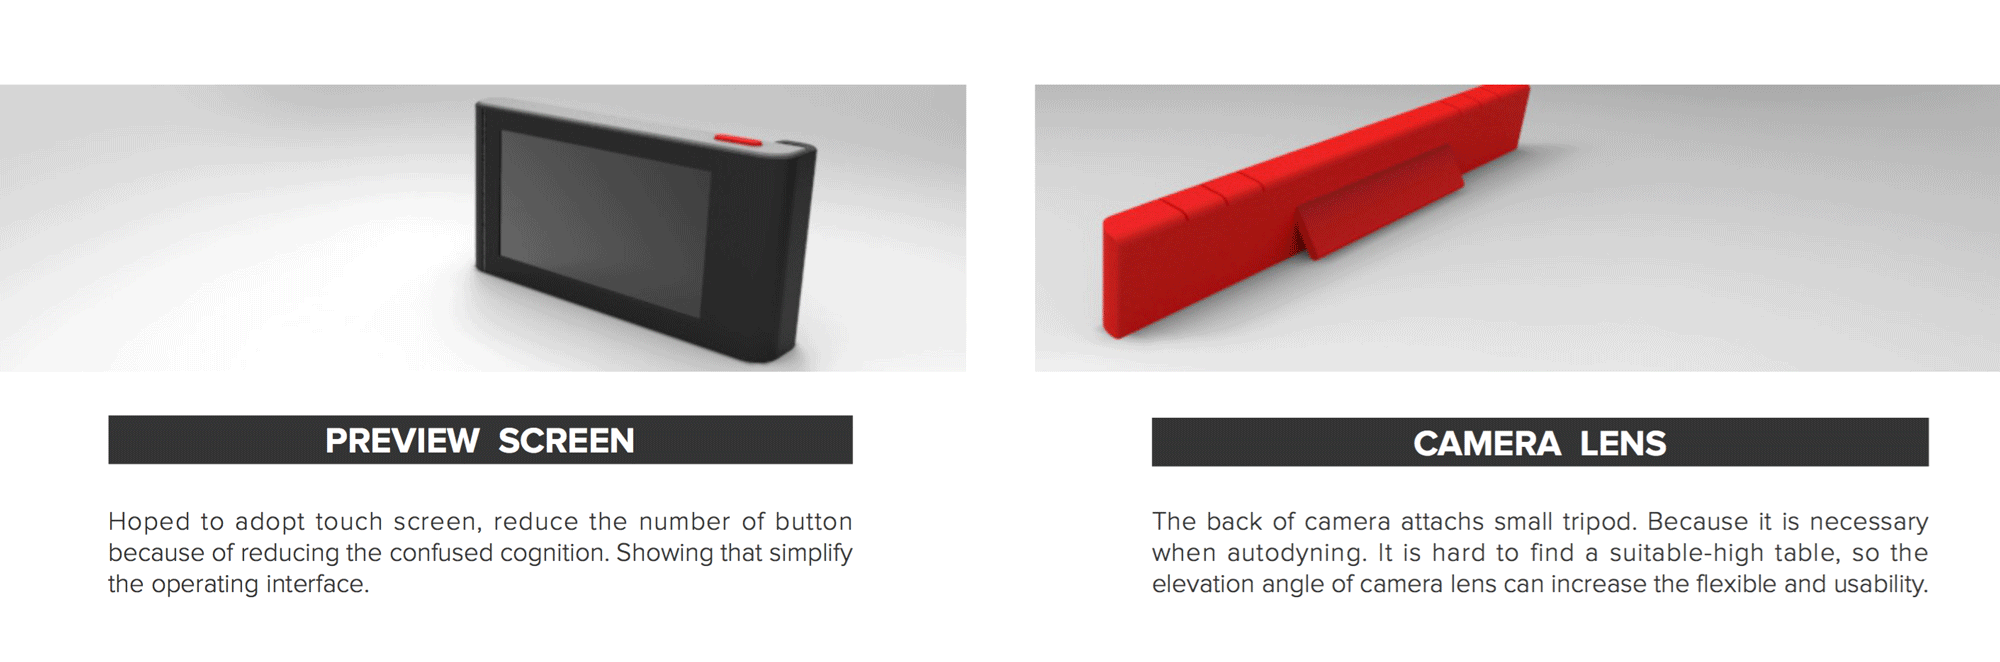 PREVIEW SCREEN
Hoped to adopt touch screen, reduce the number of button
because of reducing the confused cognition. Showing that simplify
the operating interface.
CAMERA LENS
The back of camera attachs small tripod. Because it is necessary
when autodyning. It is hard to find a suitable-high table, so the
elevation angle of camera lens can increase the flexible and usability.